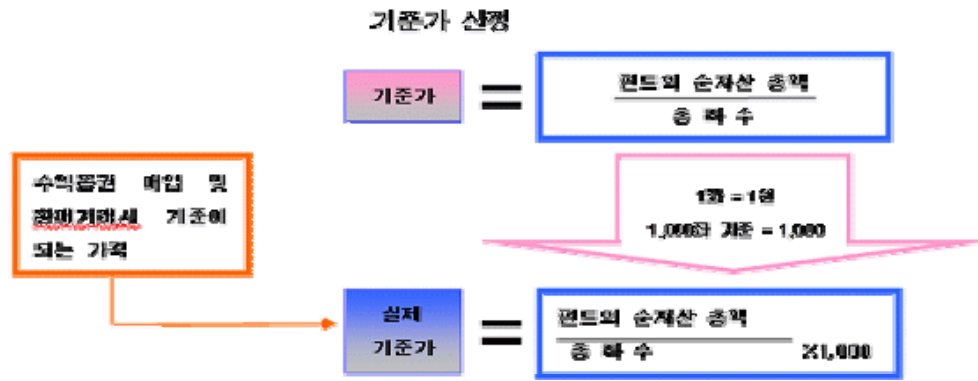 기준가 산정
기준가
=
펀드의 순자산 총액
총 좌 수
수익증권 매입 및
환매거래시 기준이
되는 가격
1좌 = 1원
1,000좌 기준 = 1,000
실제
기준가
=
펀드의 순자산 총액
총 좌 수 X1,000